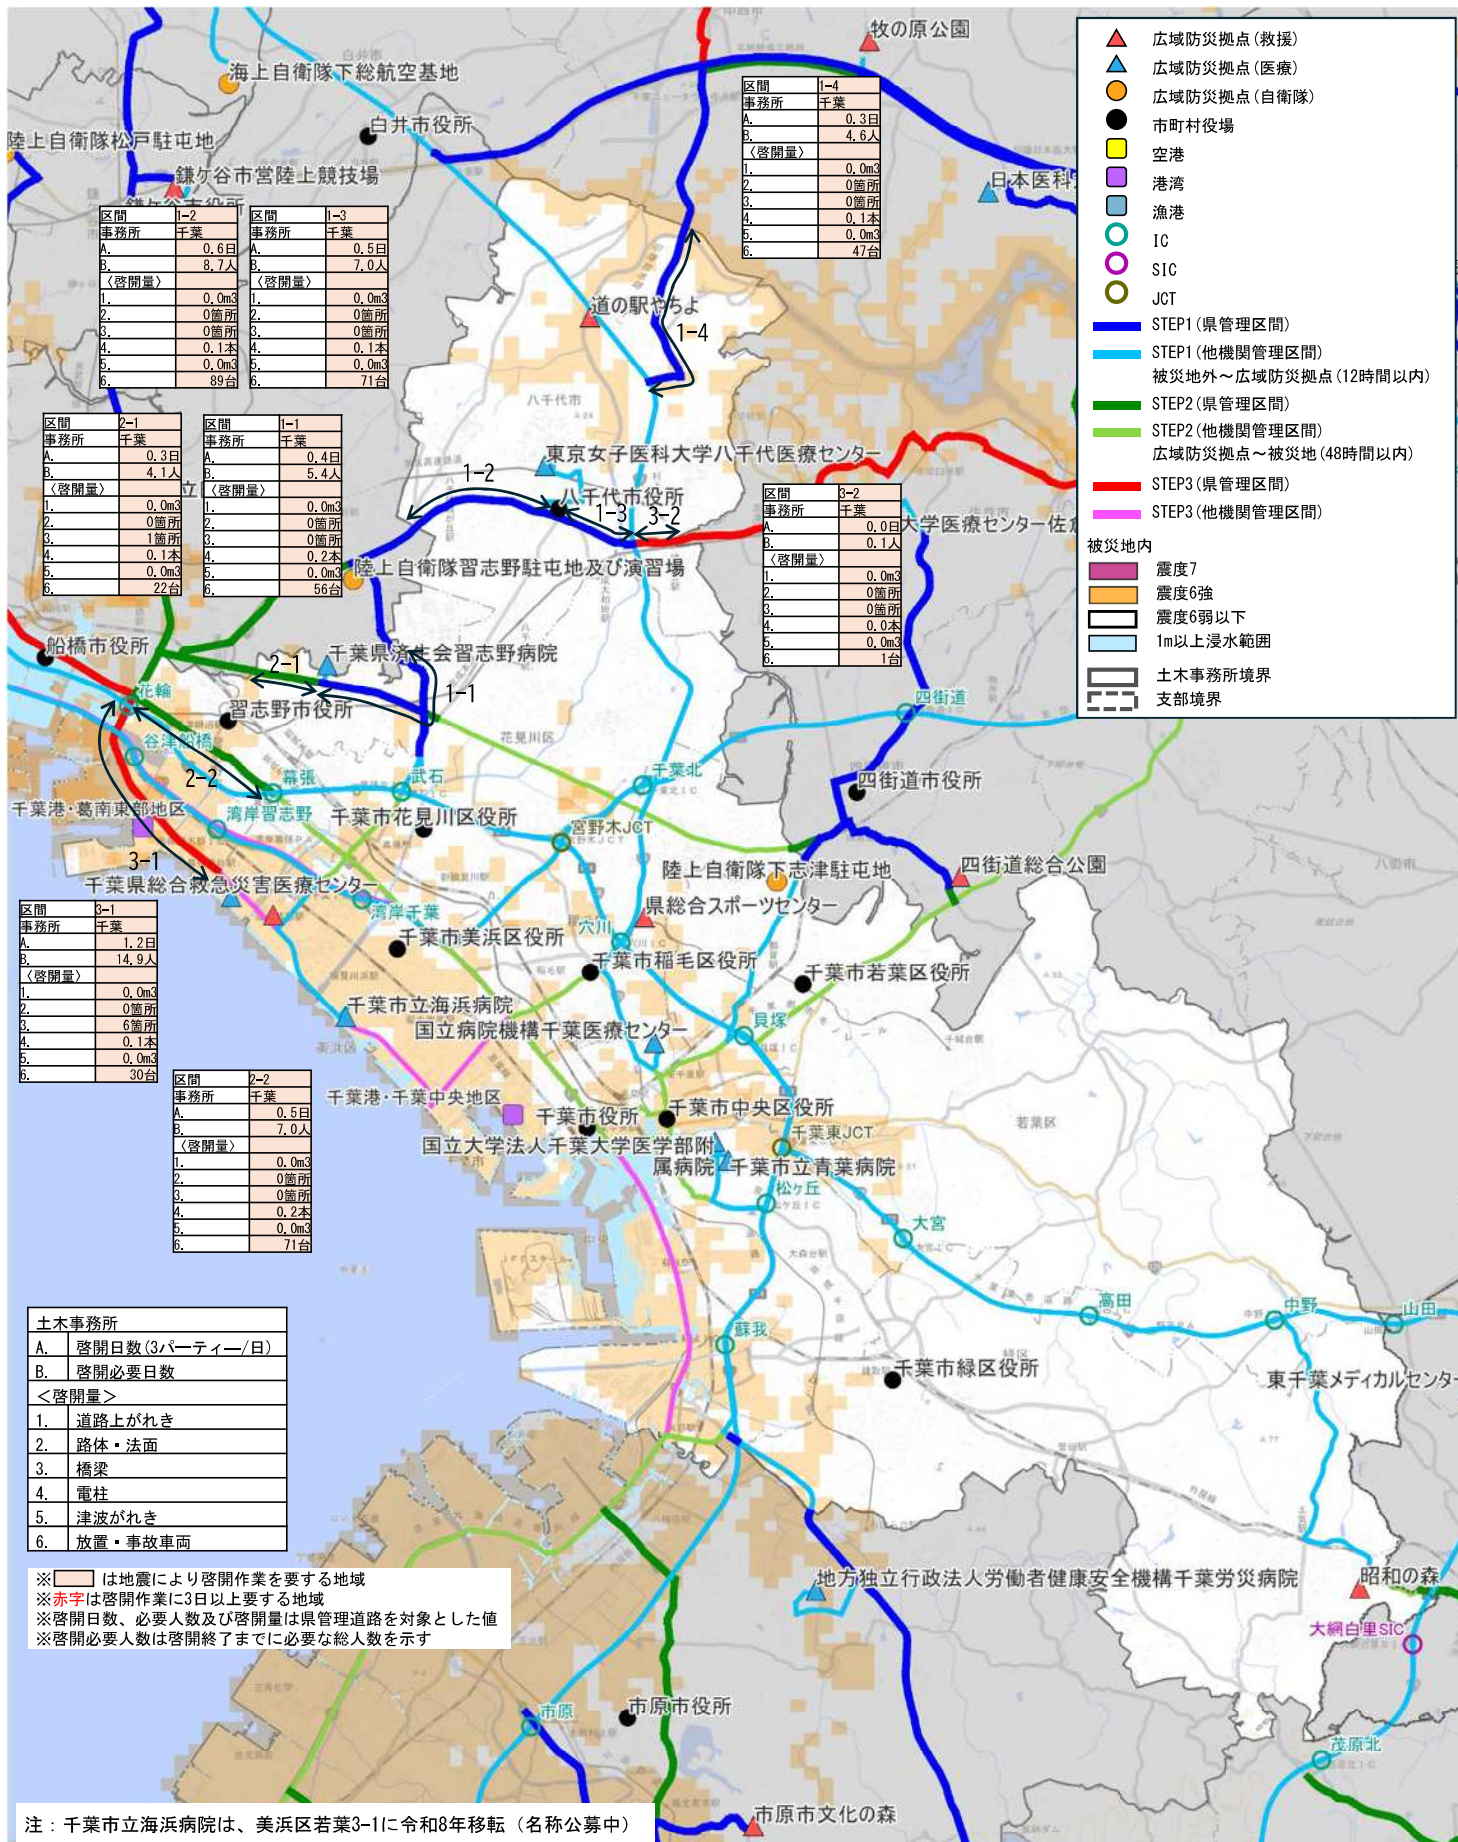 牧の原公園
海上自衛隊下総航空基地
白井市役所
陸上自衛隊松戸駐屯地
鎌ケ谷市営陸上競技場
鎌ケ谷市役所
日本医科
区間 1-4
事務所 千葉
A. 0.3日
B. 4.6人
〈啓開量〉
1. 0.0m3
2. 0箇所
3. 0箇所
4. 0.1本
5. 0.0m3
6. 47台
区間 1-2
事務所 千葉
A. 0.6日
B. 8.7人
〈啓開量〉
1. 0.0m3
2. 0箇所
3. 0箇所
4. 0.1本
5. 0.0m3
6. 89台
区間 1-3
事務所 千葉
A. 0.5日
B. 7.0人
〈啓開量〉
1. 0.0m3
2. 0箇所
3. 0箇所
4. 0.1本
5. 0.0m3
6. 71台
広域防災拠点(救援)
広域防災拠点(医療)
広域防災拠点(自衛隊)
市町村役場
空港
港湾
漁港
IC
SIC
JCT
STEP1(県管理区間)
STEP1(他機関管理区間)
被災地外～広域防災拠点(12時間以内)
STEP2(県管理区間)
STEP2(他機関管理区間)
広域防災拠点～被災地(48時間以内)
STEP3(県管理区間)
STEP3(他機関管理区間)
被災地内
震度7
震度6強
震度6弱以下
1m以上浸水範囲
土木事務所境界
支部境界
道の駅やちよ
1-4
八千代市
区間 2-1
事務所 千葉
A. 0.3日
B. 4.1人
〈啓開量〉
1. 0.0m3
2. 0箇所
3. 1箇所
4. 0.1本
5. 0.0m3
6. 22台
区間 1-1
事務所 千葉
A. 0.4日
B. 5.4人
〈啓開量〉
1. 0.0m3
2. 0箇所
3. 0箇所
4. 0.2本
5. 0.0m3
6. 56台
東京女子医科大学八千代医療センター
1-2
八千代市役所
1-3
3-2
区間 3-2
事務所 千葉
A. 0.0日
B. 0.1人
〈啓開量〉
1. 0.0m3
2. 0箇所
3. 0箇所
4. 0.0本
5. 0.0m3
6. 1台
大学医療センター佐倉
陸上自衛隊習志野駐屯地及び演習場
船橋市役所
千葉県済生会習志野病院
2-1
1-1
花輪
習志野市役所
四街道
花見川区
谷津船橋
2-2
幕張
武石
千葉北
四街道市役所
千葉港・葛南東部地区
湾岸習志野
千葉市花見川区役所
宮野木JCT
3-1
陸上自衛隊下志津駐屯地
四街道総合公園
千葉県総合救急災害医療センター
湾岸千葉
県総合スポーツセンター
穴川
千葉市美浜区役所
千葉市稲毛区役所
千葉市若葉区役所
区間 3-1
事務所 千葉
A. 1.2日
B. 14.9人
〈啓開量〉
1. 0.0m3
2. 0箇所
3. 6箇所
4. 0.1本
5. 0.0m3
6. 30台
千葉市立海浜病院
国立病院機構千葉医療センター
貝塚
美浜区
区間 2-2
事務所 千葉
A. 0.5日
B. 7.0人
〈啓開量〉
1. 0.0m3
2. 0箇所
3. 0箇所
4. 0.2本
5. 0.0m3
6. 71台
千葉港・千葉中央地区
千葉市役所
千葉市中央区役所
若葉区
国立大学法人千葉大学医学部附
属病院
千葉東JCT
千葉市立青葉病院
松ヶ丘
大宮
高田
中野
山田
蘇我
緑区
千葉市緑区役所
東千葉メディカルセンター
土木事務所
A. 啓開日数(3パーティー/日)
B. 啓開必要日数
＜啓開量＞
1. 道路上がれき
2. 路体・法面
3. 橋梁
4. 電柱
5. 津波がれき
6. 放置・事故車両
※ は地震により啓開作業を要する地域
※赤字は啓開作業に3日以上要する地域
※啓開日数、必要人数及び啓開量は県管理道路を対象とした値
※啓開必要人数は啓開終了までに必要な総人数を示す
地方独立行政法人労働者健康安全機構千葉労災病院
昭和の森
大網白里SIC
市原
市原市役所
茂原北
市原市文化の森
注：千葉市立海浜病院は、美浜区若葉3-1に令和8年移転（名称公募中）